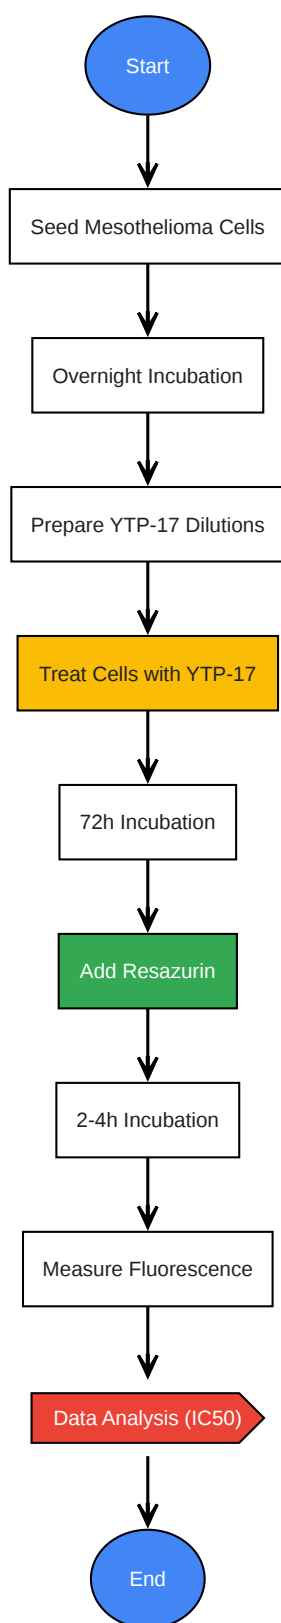 Start
Seed Mesothelioma Cells
Overnight Incubation
Prepare YTP-17 Dilutions
Treat Cells with YTP-17
72h Incubation
Add Resazurin
2-4h Incubation
Measure Fluorescence
Data Analysis (IC50)
End